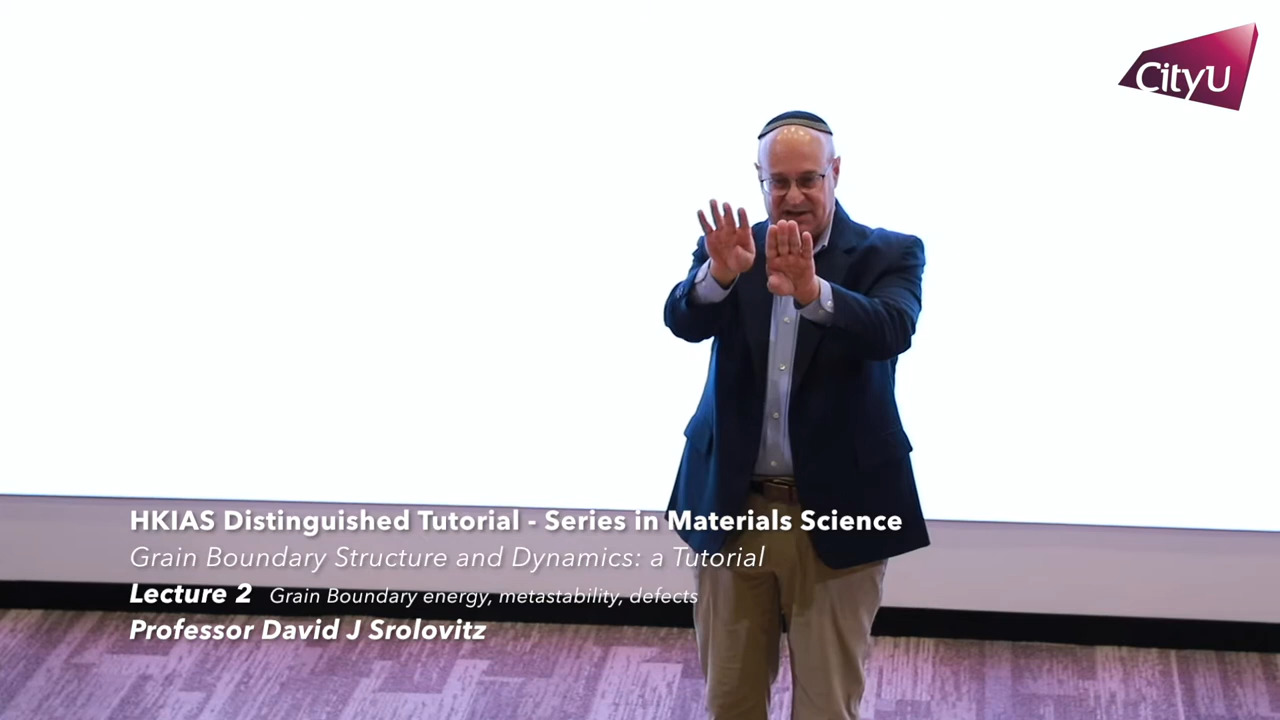 CityU
HKIAS Distinguished Tutorial - Series in Materials Science
Grain Boundary Structure and Dynamics: a Tutorial
Lecture 2 Grain Boundary energy, metastability, defects
Professor David J Srolovitz